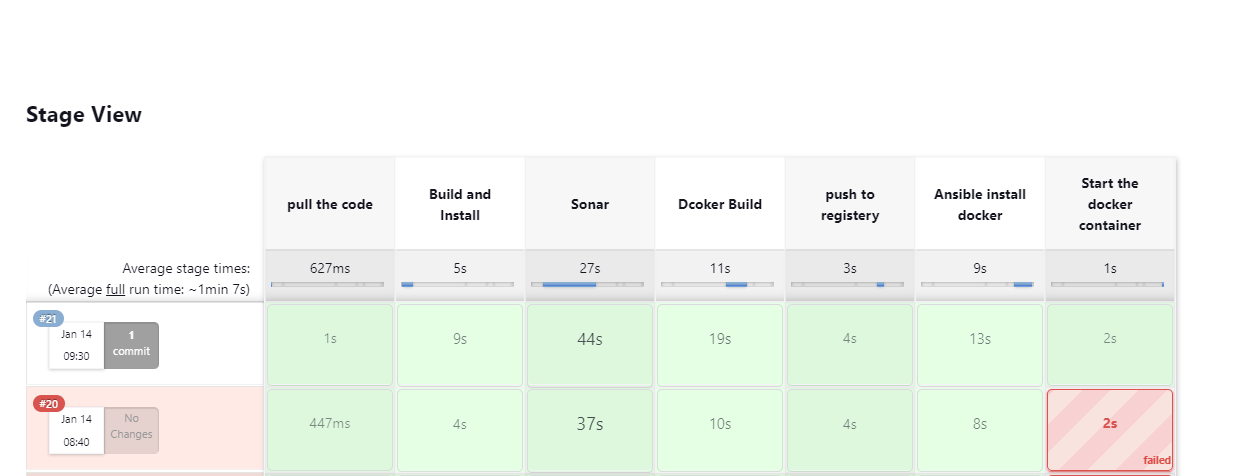 Stage View
pull the code
Build and
Install
Sonar
Dcoker Build
push to
registery
Ansible install
docker
Start the
docker
container
Average stage times:
(Average full run time: ~1min 7s)
627ms
5s
27s
11s
3s
9s
1s
#21
Jan 14
09:30
1
commit
1s
9s
44s
19s
4s
13s
2s
#20
Jan 14
08:40
No
Changes
447ms
4s
37s
10s
4s
8s
2s
failed